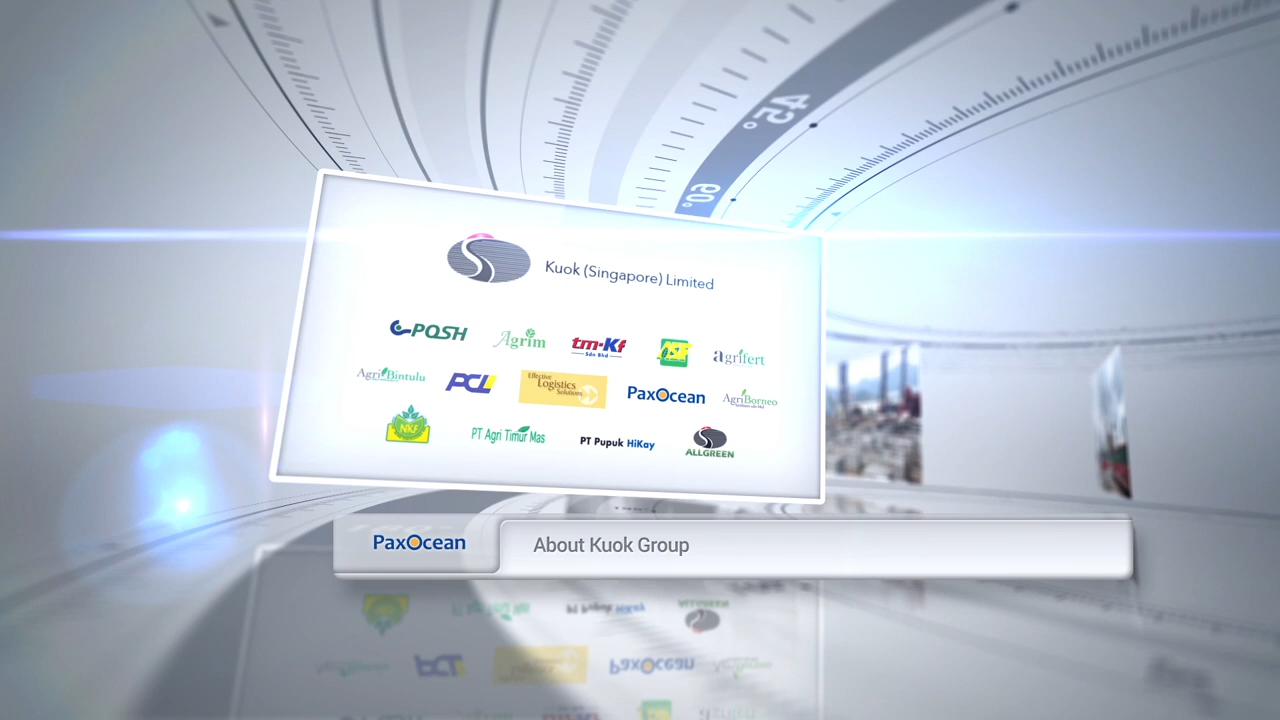 45°
60°
Kuok (Singapore) Limited
POSH
Agrim
tm·Kf
Sdn Bhd
agrifert
AgriBintulu
PCL
Effective
Logistics
Solutions
PaxOcean
AgriBorneo
NKF
PT Agri Timur Mas
PT Pupuk HiKay
ALLGREEN
PaxOcean
About Kuok Group